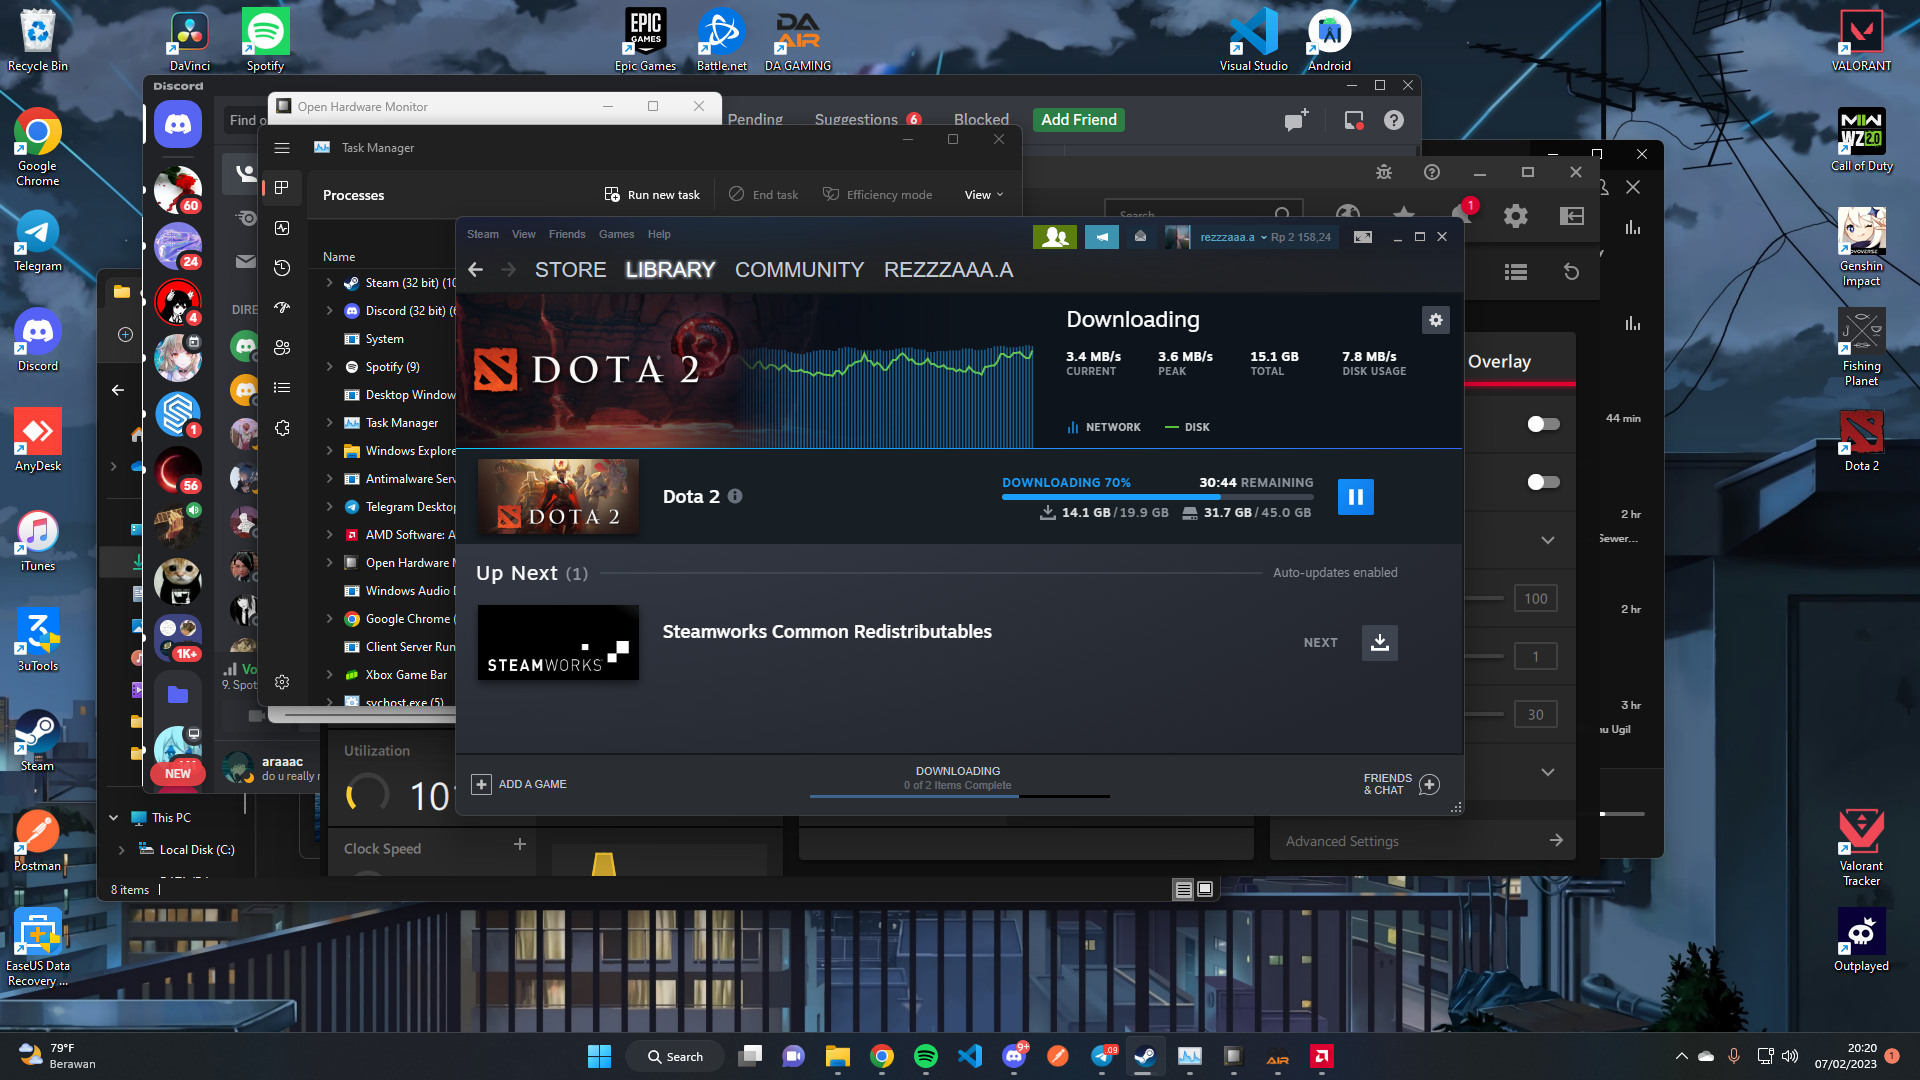 Recycle Bin
DaVinci
Spotify
Epic Games
Battle.net
DA GAMING
Visual Studio
Android
VALORANT
Google
Chrome
Telegram
Discord
AnyDesk
iTunes
3uTools
Steam
Postman
EaseUS Data
Recovery ...
Call of Duty
Genshin
Impact
Fishing
Planet
Dota 2
Valorant
Tracker
Outplayed
Discord
60
24
4
1
56
1K+
NEW
Pending
Suggestions 6
Blocked
Add Friend
araaac
Open Hardware Monitor
Task Manager
Processes
Run new task
End task
Efficiency mode
View
Name
Steam (32 bit)
Discord (32 bit)
System
Spotify (9)
Desktop Window
Task Manager
Windows Explore
Antimalware Serv
Telegram Deskto
AMD Software: A
Open Hardware
Windows Audio
Google Chrome
Client Server Run
Xbox Game Bar
svchost.exe (5)
Steam View Friends Games Help
rezzzaaa.a Rp 2 158,24
STORE LIBRARY COMMUNITY REZZZAAA.A
DOTA 2
Downloading
3.4 MB/s 3.6 MB/s 15.1 GB 7.8 MB/s
CURRENT PEAK TOTAL DISK USAGE
NETWORK DISK
DOTA 2
Dota 2
DOWNLOADING 70% 30:44 REMAINING
14.1 GB / 19.9 GB 31.7 GB / 45.0 GB
Up Next (1)
Auto-updates enabled
STEAMWORKS
Steamworks Common Redistributables
NEXT
ADD A GAME
DOWNLOADING
0 of 2 Items Complete
FRIENDS
& CHAT
Search
1
Overlay
100
1
30
Advanced Settings
44 min
2 hr
Sewer...
2 hr
3 hr
Utilization
Clock Speed
This PC
Local Disk (C:)
8 items
79°F
Berawan
Search
9+
20:20
07/02/2023
1